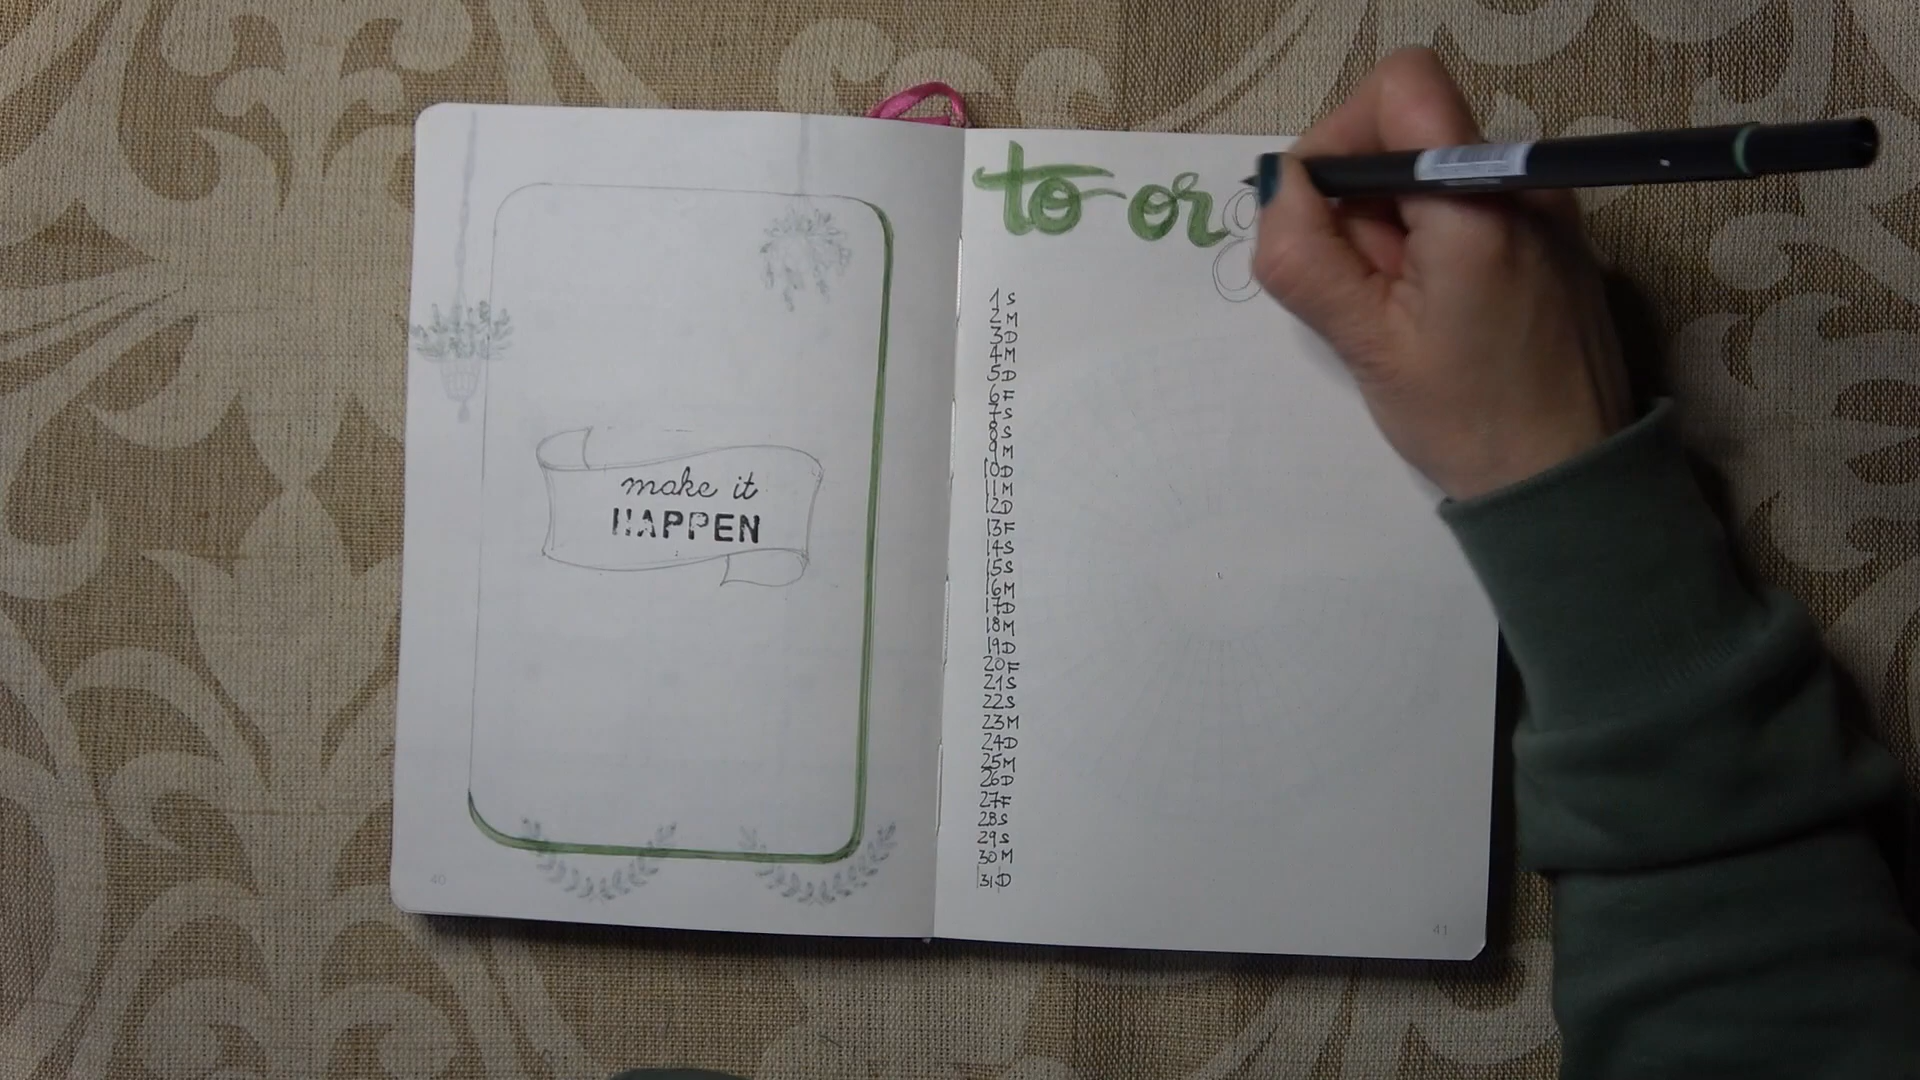 make it
HAPPEN
40
to org
1 S
2 M
3 D
4 M
5 D
6 F
7 S
8 S
9 M
10 D
11 M
12 D
13 F
14 S
15 S
16 M
17 D
18 M
19 D
20 F
21 S
22 S
23 M
24 D
25 M
26 D
27 F
28 S
29 S
30 M
31 D
41